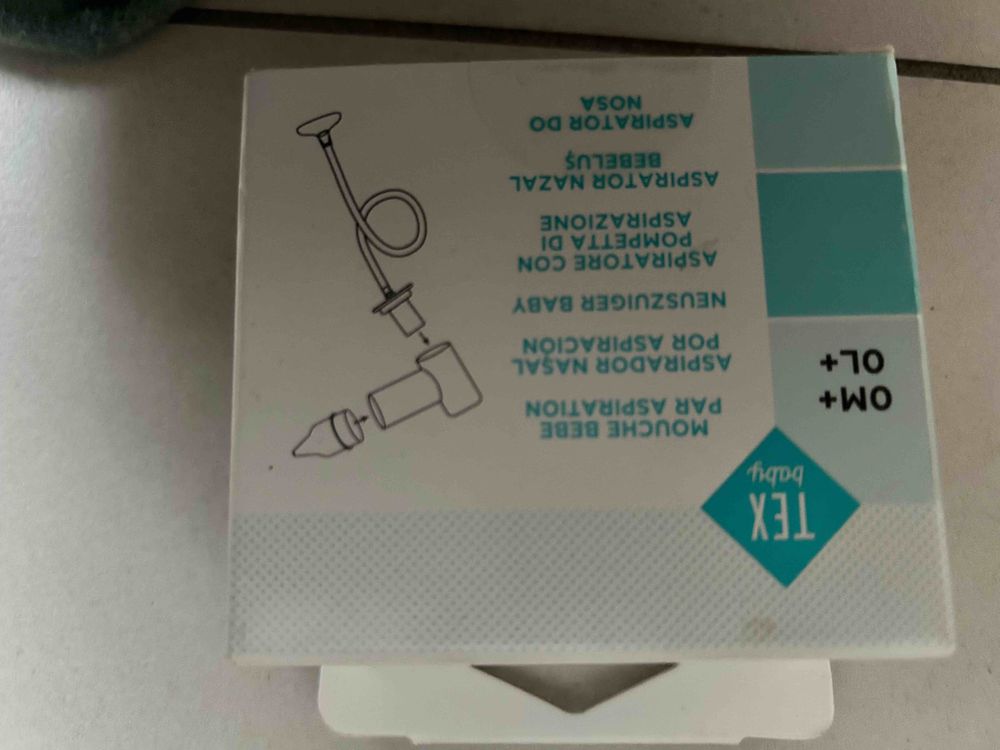 TEX
baby
0M+
0L+
MOUCHE BEBE
PAR ASPIRATION
ASPIRADOR NASAL
POR ASPIRACIÓN
NEUSZUIGER BABY
ASPIRATORE CON
POMPETTA DI
ASPIRAZIONE
ASPIRATOR NAZAL
BEBELUȘ
ASPIRATOR DO
NOSA